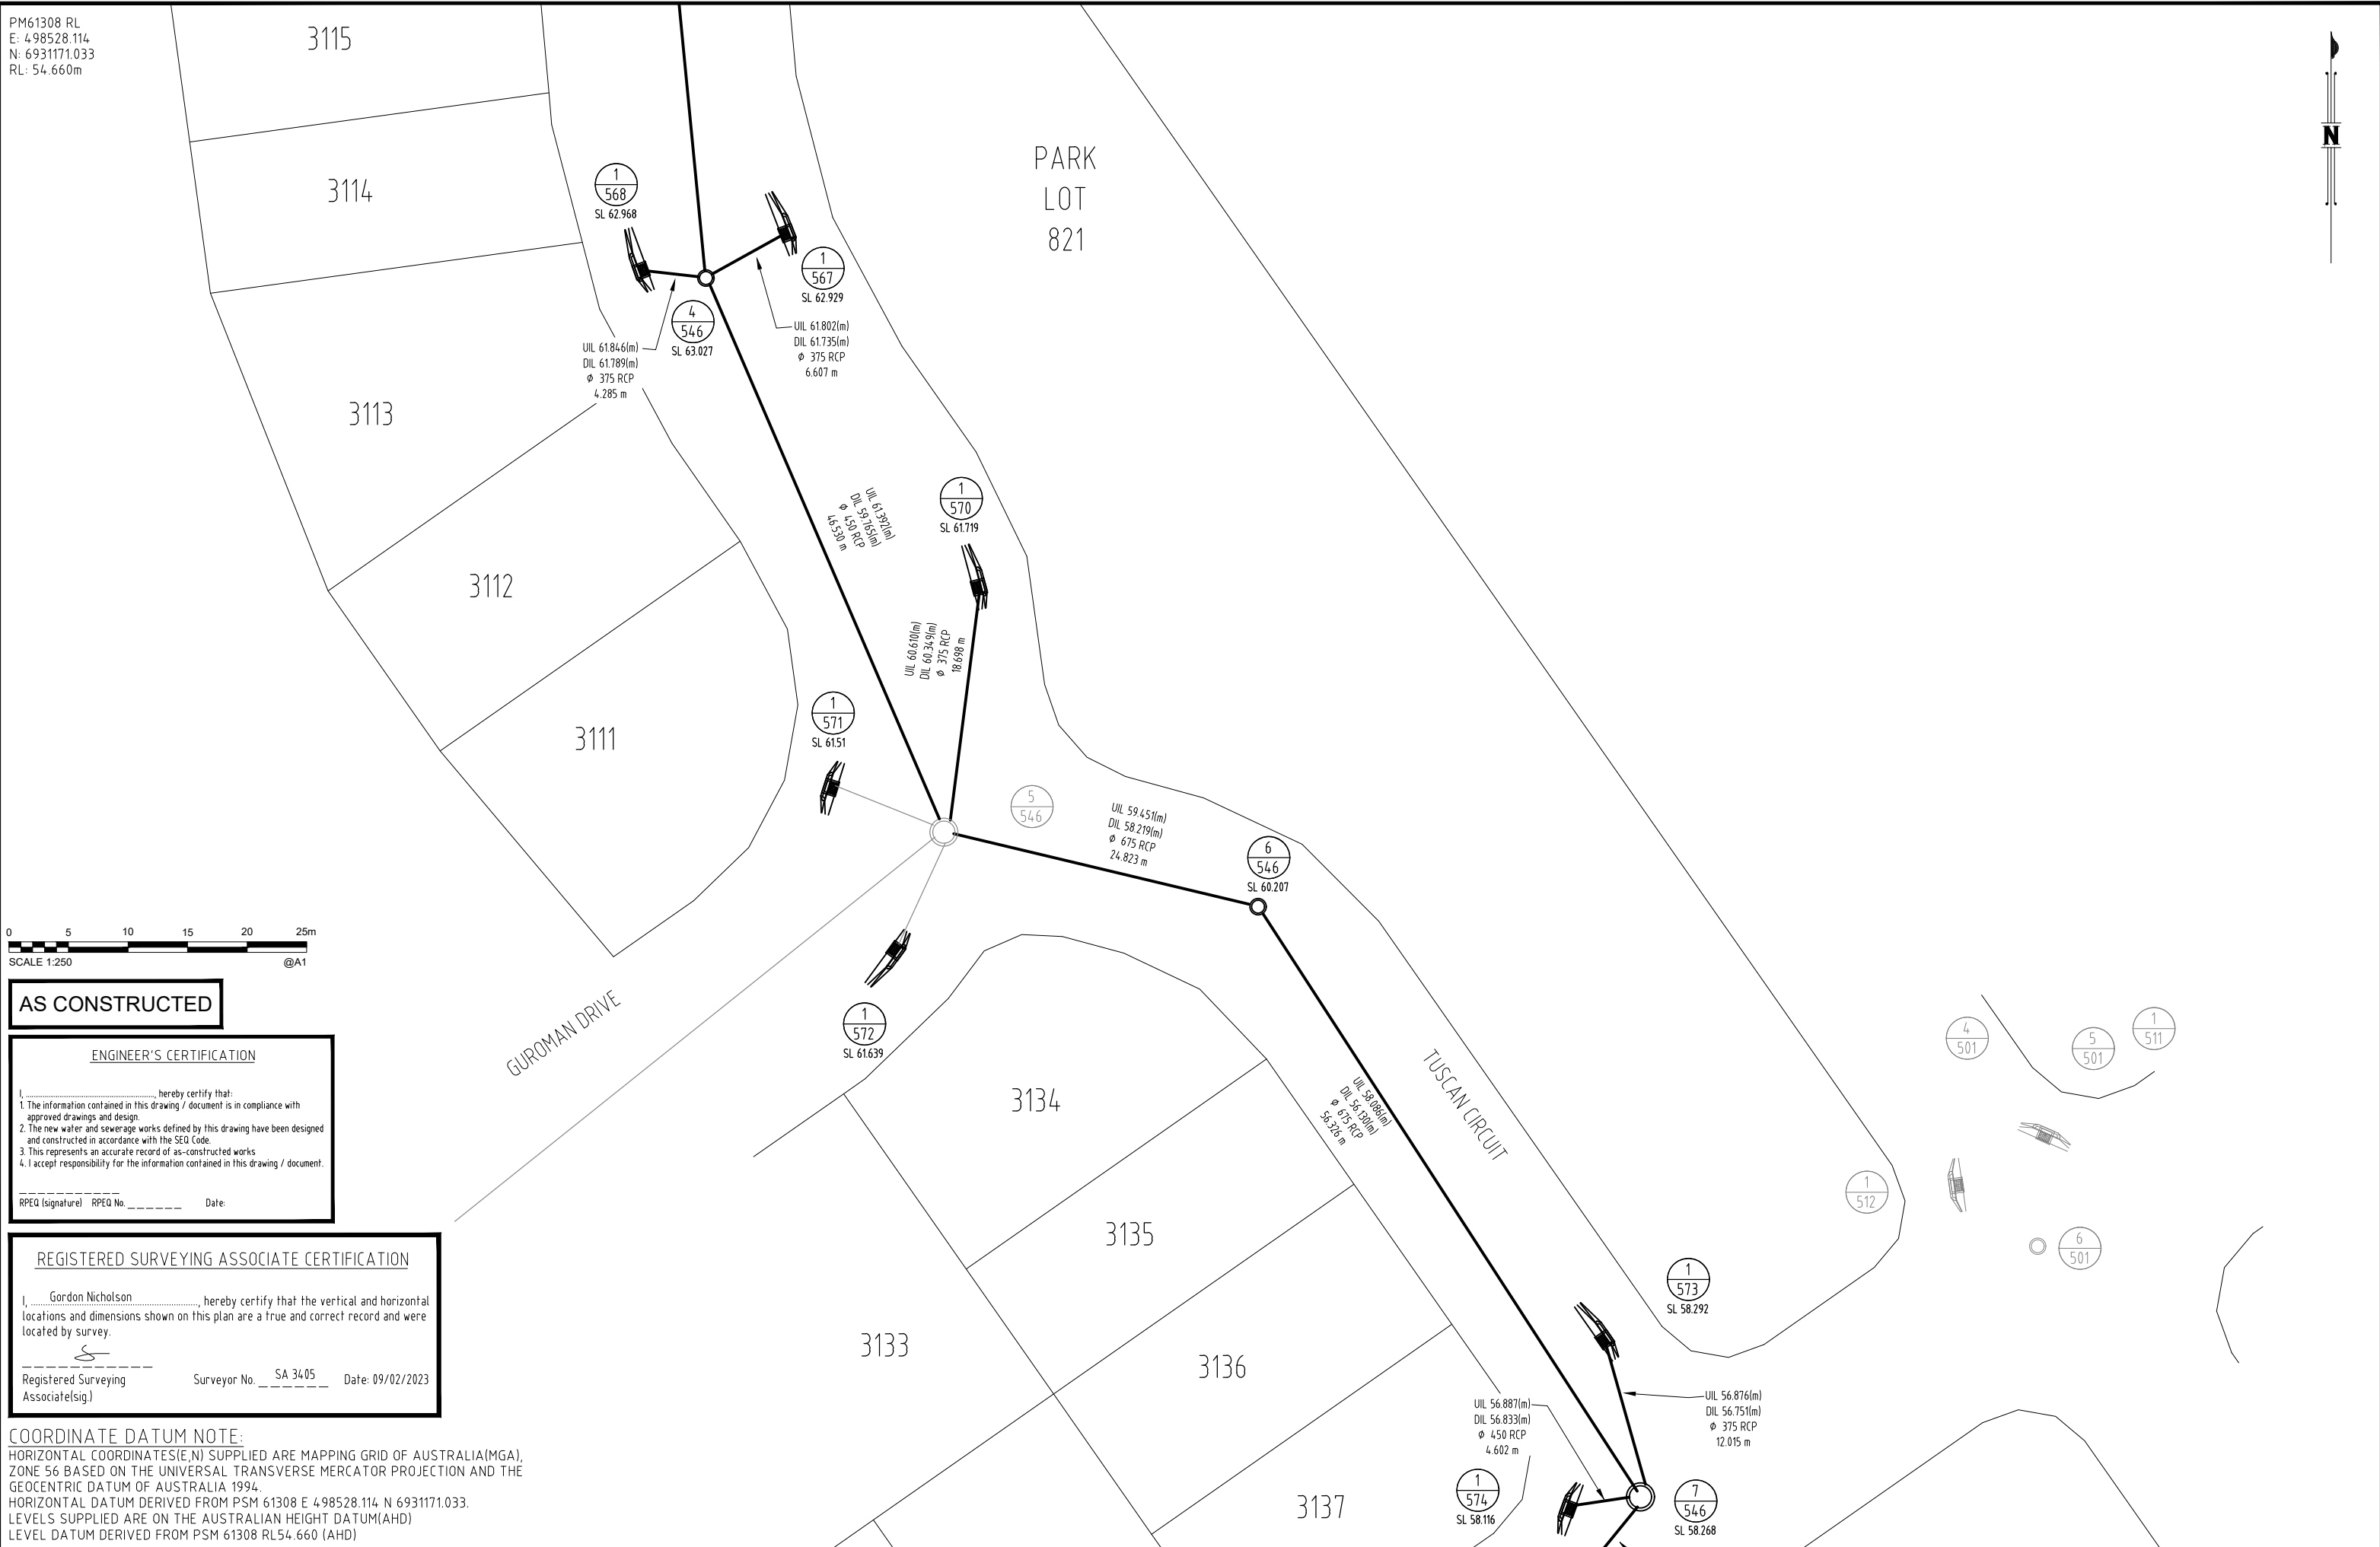 PM61308 RL
E: 498528.114
N: 6931171.033
RL: 54.660m
3115
3114
3113
3112
3111
PARK
LOT
821
N
1
568
SL 62.968
1
567
SL 62.929
4
546
SL 63.027
UIL 61.846(m)
DIL 61.789(m)
ϕ 375 RCP
4.285 m
UIL 61.802(m)
DIL 61.735(m)
ϕ 375 RCP
6.607 m
UIL 61.392(m)
DIL 59.765(m)
ϕ 450 RCP
46.530 m
1
570
SL 61.719
UIL 60.610(m)
DIL 60.349(m)
ϕ 375 RCP
18.698 m
1
571
SL 61.51
5
546
UIL 59.451(m)
DIL 58.219(m)
ϕ 675 RCP
24.823 m
6
546
SL 60.207
1
572
SL 61.639
GUROMAN DRIVE
TUSCAN CIRCUIT
UIL 58.086(m)
DIL 56.130(m)
ϕ 675 RCP
56.326 m
3134
3135
3133
3136
3137
4
501
5
501
1
511
1
512
6
501
1
573
SL 58.292
UIL 56.887(m)
DIL 56.833(m)
ϕ 450 RCP
4.602 m
UIL 56.876(m)
DIL 56.751(m)
ϕ 375 RCP
12.015 m
1
574
SL 58.116
7
546
SL 58.268
0 5 10 15 20 25m
SCALE 1:250 @A1
AS CONSTRUCTED
ENGINEER'S CERTIFICATION
I, ........................................................, hereby certify that:
1. The information contained in this drawing / document is in compliance with
approved drawings and design.
2. The new water and sewerage works defined by this drawing have been designed
and constructed in accordance with the SEQ Code.
3. This represents an accurate record of as-constructed works
4. I accept responsibility for the information contained in this drawing / document.
RPEQ (signature) RPEQ No. _ _ _ _ _ _ Date:
REGISTERED SURVEYING ASSOCIATE CERTIFICATION
I, ..... Gordon Nicholson ....................., hereby certify that the vertical and horizontal
locations and dimensions shown on this plan are a true and correct record and were
located by survey.
Registered Surveying Surveyor No. SA 3405 Date: 09/02/2023
Associate(sig.)
COORDINATE DATUM NOTE:
HORIZONTAL COORDINATES(E,N) SUPPLIED ARE MAPPING GRID OF AUSTRALIA(MGA),
ZONE 56 BASED ON THE UNIVERSAL TRANSVERSE MERCATOR PROJECTION AND THE
GEOCENTRIC DATUM OF AUSTRALIA 1994.
HORIZONTAL DATUM DERIVED FROM PSM 61308 E 498528.114 N 6931171.033.
LEVELS SUPPLIED ARE ON THE AUSTRALIAN HEIGHT DATUM(AHD)
LEVEL DATUM DERIVED FROM PSM 61308 RL54.660 (AHD)